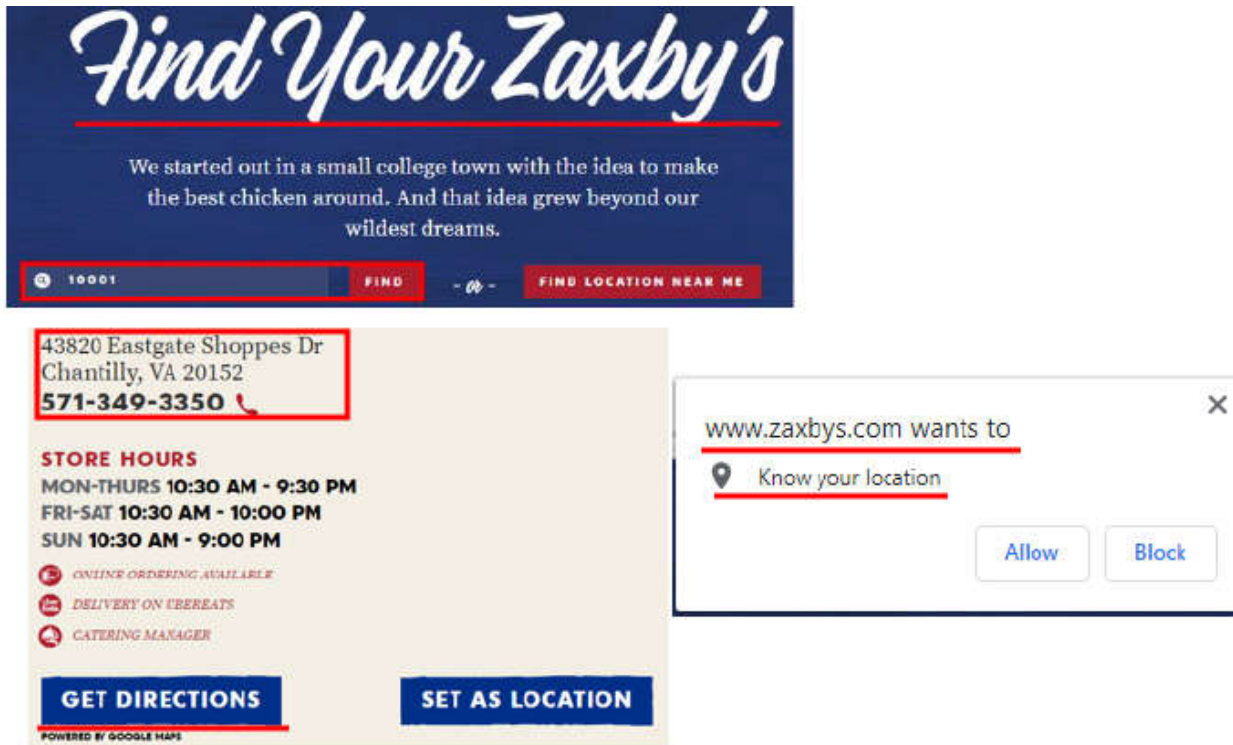 Find Your Zaxby's
We started out in a small college town with the idea to make
the best chicken around. And that idea grew beyond our
wildest dreams.
10001 FIND - or - FIND LOCATION NEAR ME
43820 Eastgate Shoppes Dr
Chantilly, VA 20152
571-349-3350
STORE HOURS
MON-THURS 10:30 AM - 9:30 PM
FRI-SAT 10:30 AM - 10:00 PM
SUN 10:30 AM - 9:00 PM
ONLINE ORDERING AVAILABLE
DELIVERY ON UBEREATS
CATERING MANAGER
GET DIRECTIONS SET AS LOCATION
POWERED BY GOOGLE MAPS
www.zaxbys.com wants to
Know your location
Allow Block